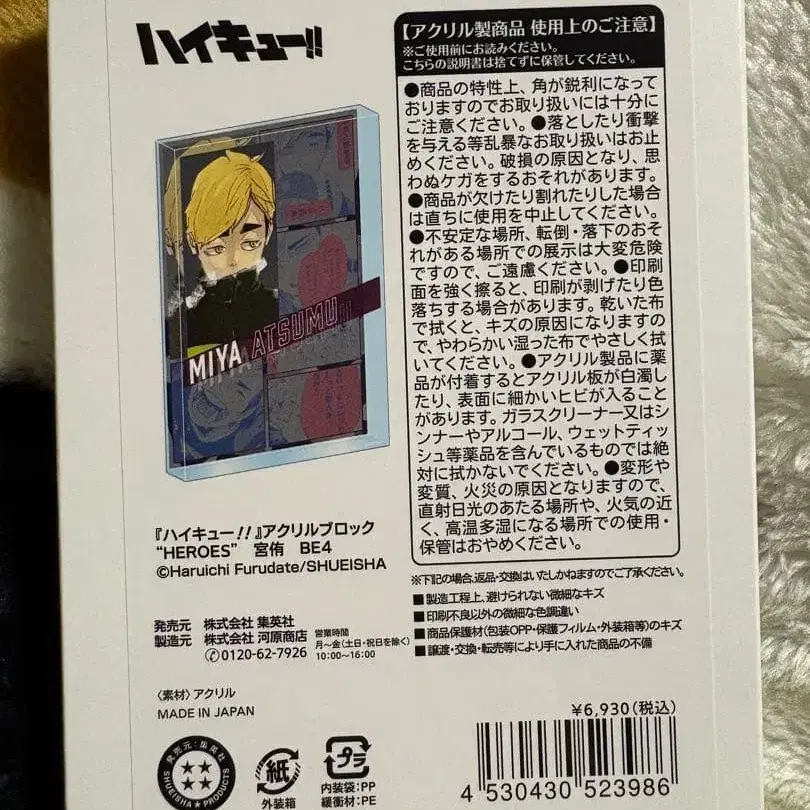 ハイキュー!!
MIYA ATSUMU
『ハイキュー!!』アクリルブロック
“HEROES” 宮侑 BE4
©Haruichi Furudate/SHUEISHA
発売元 株式会社 集英社
製造元 株式会社 河原商店
0120-62-7926
営業時間
月～金(土日・祝日を除く)
10:00～16:00
〈素材〉アクリル
MADE IN JAPAN
発売元:集英社
SHUEISHA PRODUCTS
紙
外装箱
プラ
内装袋:PP
緩衝材:PE
【アクリル製商品 使用上のご注意】
※ご使用前にお読みください。
こちらの説明書は捨てずに保管してください。
●商品の特性上、角が鋭利になって
おりますのでお取り扱いには十分に
ご注意ください。●落としたり衝撃
を与える等乱暴なお取り扱いはお止
めください。破損の原因となり、思
わぬケガをするおそれがあります。
●商品が欠けたり割れたりした場合
は直ちに使用を中止してください。
●不安定な場所、転倒・落下のおそ
れがある場所での展示は大変危険
ですので、ご遠慮ください。●印刷
面を強く擦ると、印刷が剥げたり色
落ちする場合があります。乾いた布
で拭くと、キズの原因になりますの
で、やわらかい湿った布でやさしく拭
いてください。●アクリル製品に薬
品が付着するとアクリル板が白濁し
たり、表面に細かいヒビが入ること
があります。ガラスクリーナー又はシ
ンナーやアルコール、ウェットティッ
シュ等薬品を含んでいるものでは絶
対に拭かないでください。●変形や
変質、火災の原因となりますので、
直射日光のあたる場所や、火気の近
く、高温多湿になる場所での使用・
保管はおやめください。
※下記の場合、返品・交換はいたしかねますのでご了承ください。
■製造工程上、避けられない微細なキズ
■印刷不良以外の微細な色調違い
■商品保護材(包装OPP・保護フィルム・外装箱等)のキズ
■譲渡・交換・転売等により手に入れた商品の不備
¥6,930(税込)
4 530430 523986